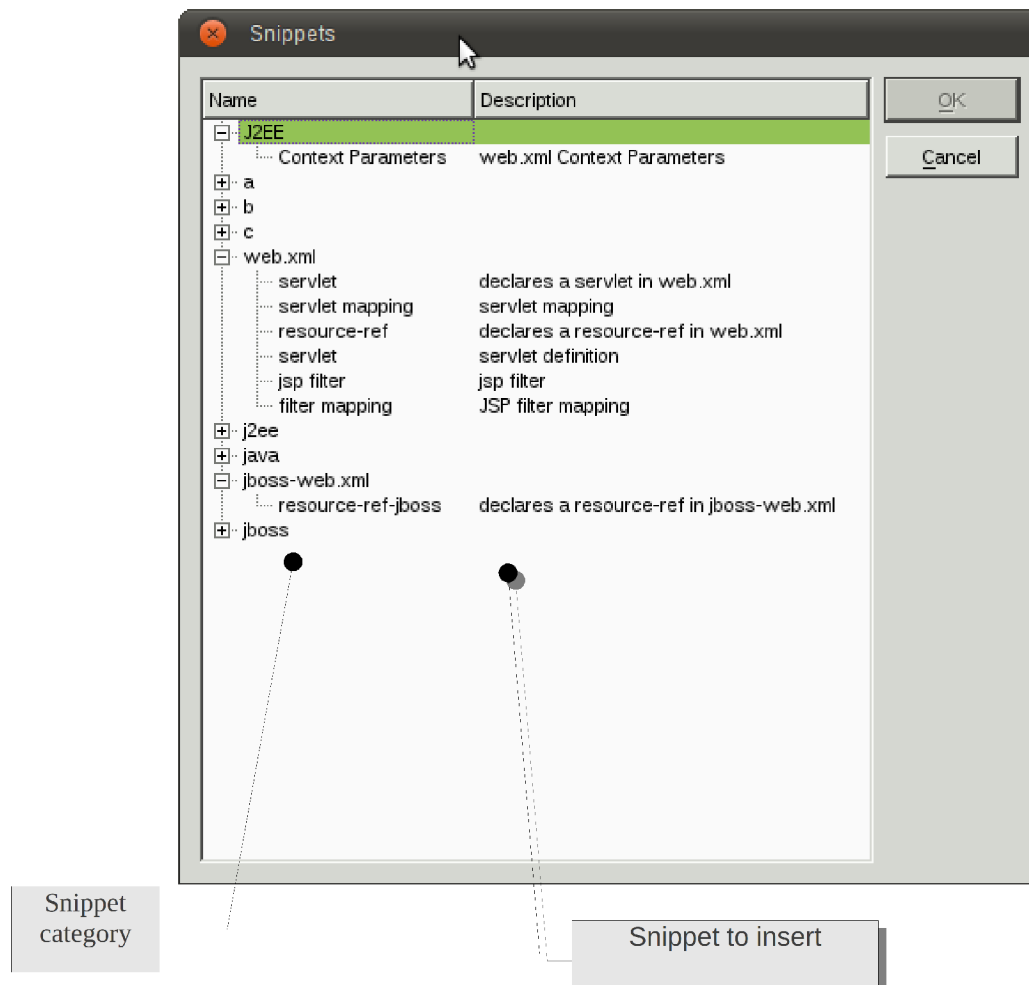 Snippets
Name Description OK
J2EE
Context Parameters web.xml Context Parameters Cancel
a
b
c
web.xml
servlet declares a servlet in web.xml
servlet mapping servlet mapping
resource-ref declares a resource-ref in web.xml
servlet servlet definition
jsp filter jsp filter
filter mapping JSP filter mapping
j2ee
java
jboss-web.xml
resource-ref-jboss declares a resource-ref in jboss-web.xml
jboss
Snippet
category
Snippet to insert